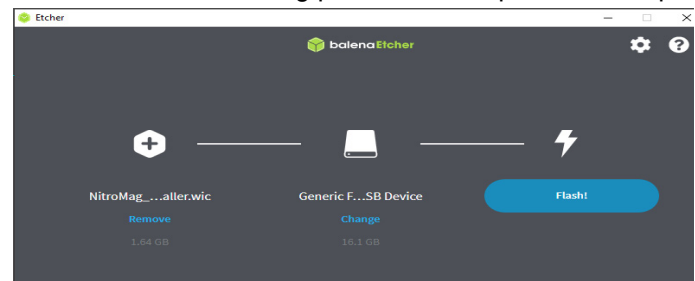 Etcher
balenaEtcher
NitroMag_...aller.wic
Generic F...SB Device
Flash!
Remove
Change
1.64 GB
16.1 GB